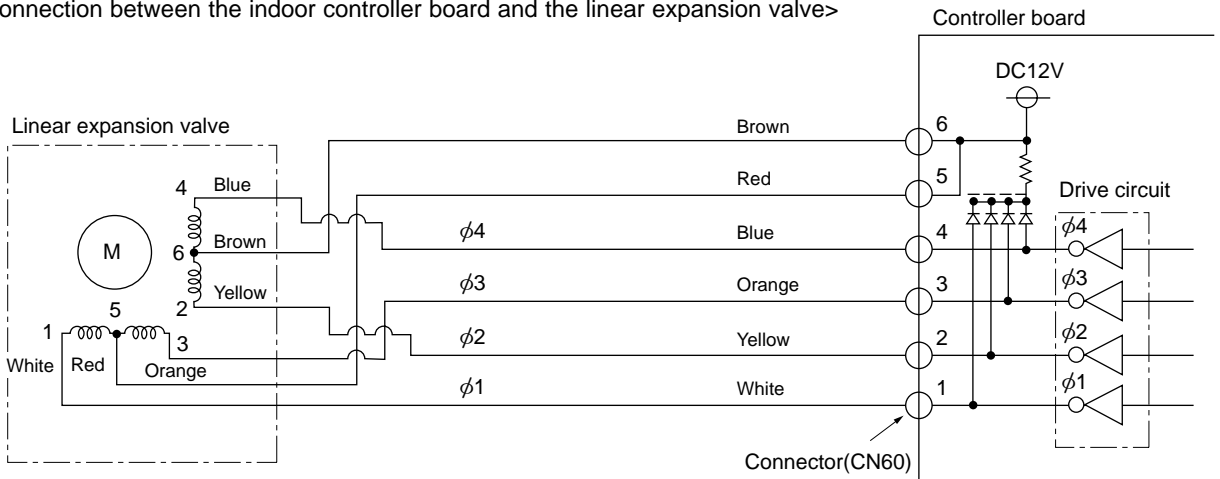 onnection between the indoor controller board and the linear expansion valve>
Controller board
DC12V
Linear expansion valve
Brown
6
4
Blue
Red
5
Drive circuit
M
6
Brown
ϕ4
Blue
4
ϕ4
Yellow
ϕ3
Orange
3
ϕ3
5
2
1
3
ϕ2
Yellow
2
ϕ2
White
Red
Orange
ϕ1
White
1
ϕ1
Connector(CN60)